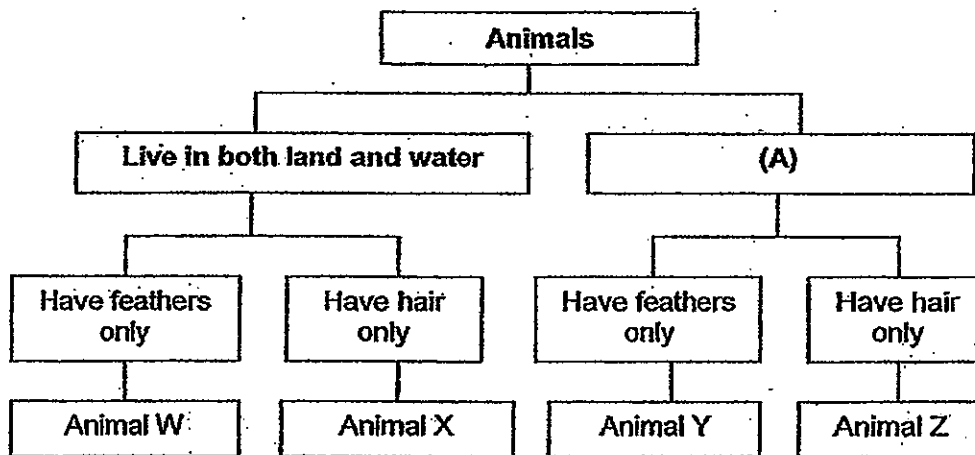 Animals
Live in both land and water
(A)
Have feathers
only
Have hair
only
Have feathers
only
Have hair
only
Animal W
Animal X
Animal Y
Animal Z